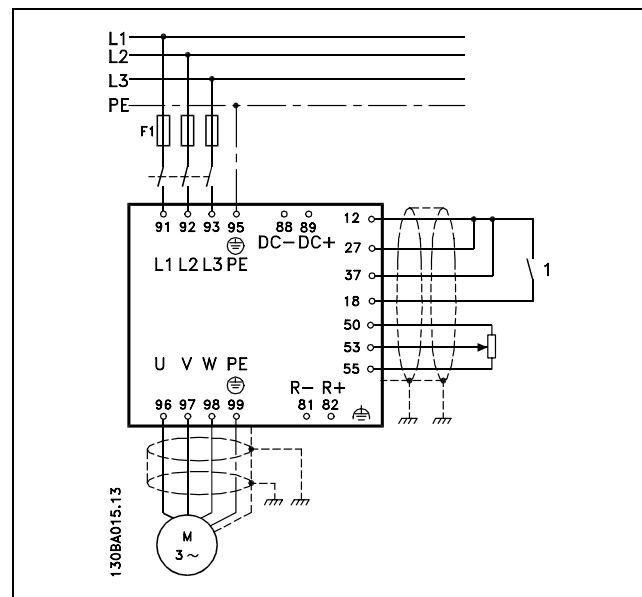 L1
L2
L3
PE
F1
91 92 93 95 88 89
DC- DC+
L1 L2 L3 PE
12
27
37
18
50
53
55
1
U V W PE
R- R+
96 97 98 99 81 82
M
3 ~
130BA015.13